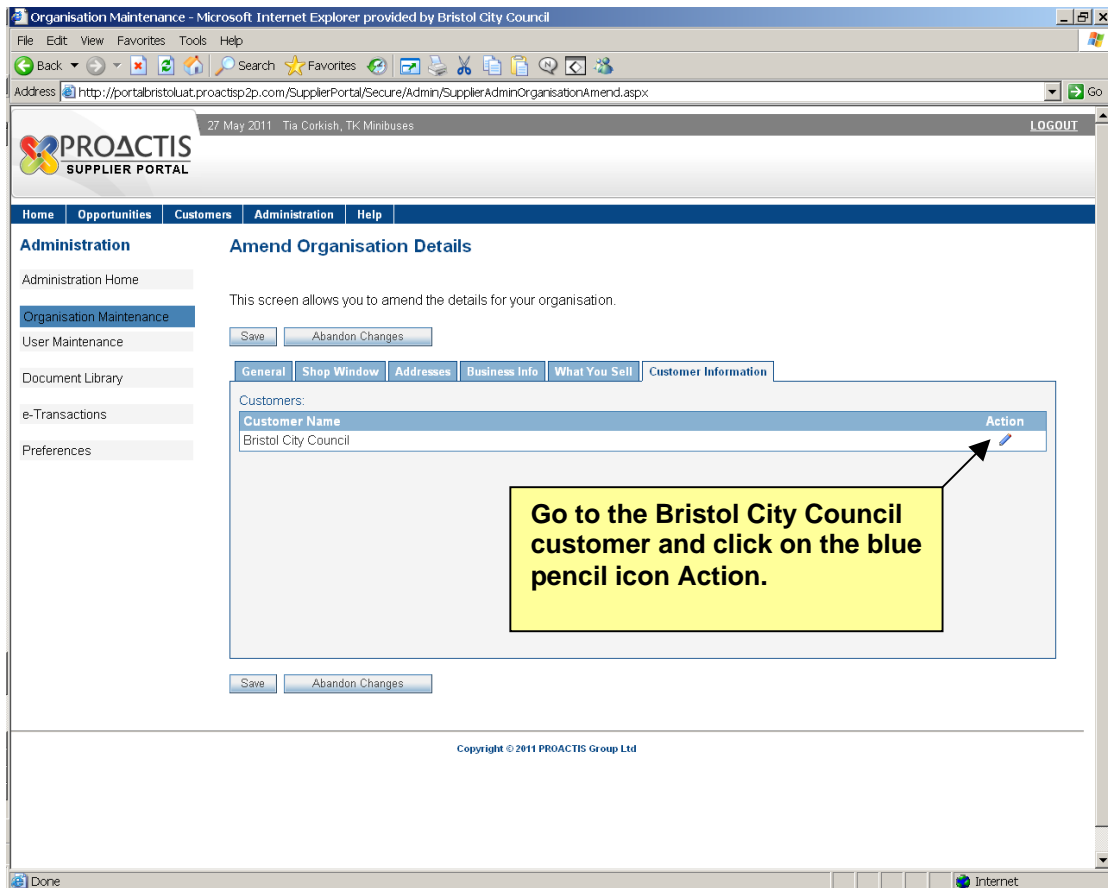 Organisation Maintenance - Microsoft Internet Explorer provided by Bristol City Council
File Edit View Favorites Tools Help
Back Search Favorites
Address http://portalbristoluat.proactisp2p.com/SupplierPortal/Secure/Admin/SupplierAdminOrganisationAmend.aspx Go
27 May 2011 Tia Corkish, TK Minibuses LOGOUT
PROACTIS
SUPPLIER PORTAL
Home Opportunities Customers Administration Help
Administration
Amend Organisation Details
Administration Home
This screen allows you to amend the details for your organisation.
Organisation Maintenance
Save Abandon Changes
User Maintenance
General Shop Window Addresses Business Info What You Sell Customer Information
Document Library
Customers:
e-Transactions
Customer Name Action
Bristol City Council
Preferences
Go to the Bristol City Council
customer and click on the blue
pencil icon Action.
Save Abandon Changes
Copyright © 2011 PROACTIS Group Ltd
Done Internet